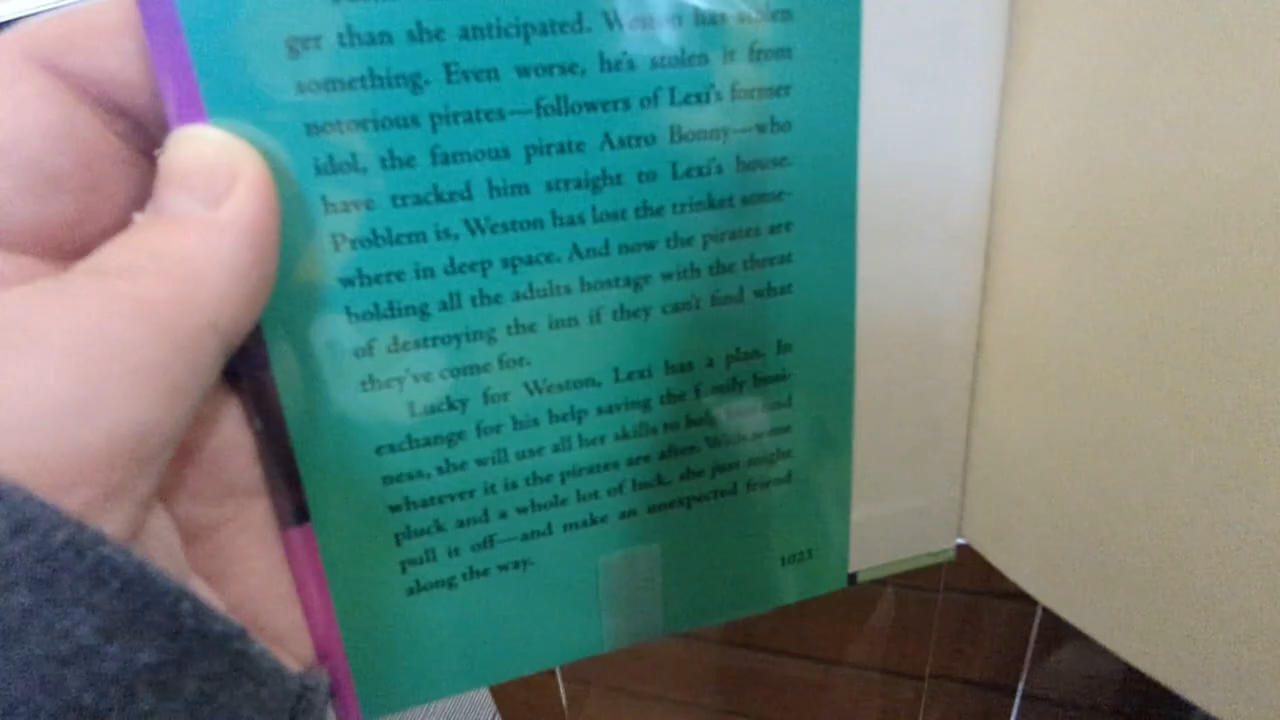 ger than she anticipated. Weston has stolen
something. Even worse, he's stolen it from
notorious pirates—followers of Lexi's former
idol, the famous pirate Astro Bonny—who
have tracked him straight to Lexi's house.
Problem is, Weston has lost the trinket some-
where in deep space. And now the pirates are
holding all the adults hostage with the threat
of destroying the inn if they can't find what
they've come for.
Lucky for Weston, Lexi has a plan. In
exchange for his help saving the family busi-
ness, she will use all her skills to help find
whatever it is the pirates are after. With some
pluck and a whole lot of luck, she just might
pull it off—and make an unexpected friend
along the way.
1023